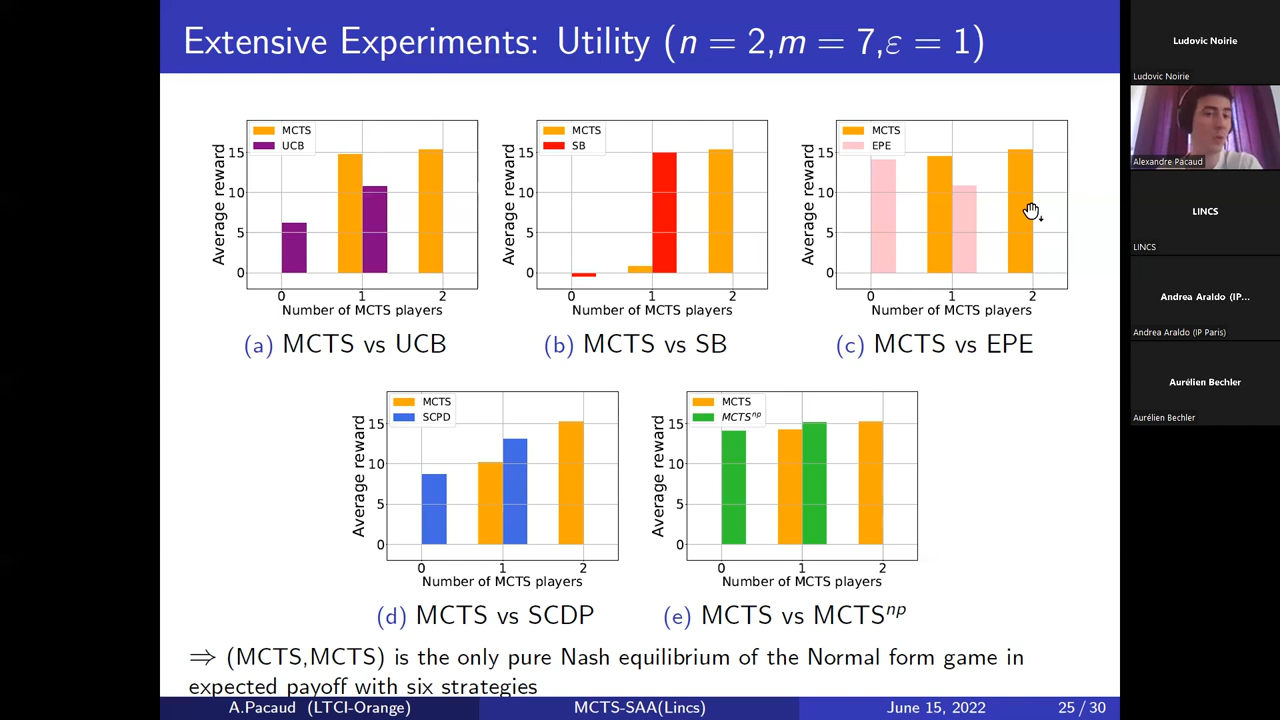 Extensive Experiments: Utility (n = 2,m = 7,ε = 1)
MCTS
UCB
Average reward
15
10
5
0
0 1 2
Number of MCTS players
(a) MCTS vs UCB
MCTS
SB
Average reward
15
10
5
0
0 1 2
Number of MCTS players
(b) MCTS vs SB
MCTS
EPE
Average reward
15
10
5
0
0 1 2
Number of MCTS players
(c) MCTS vs EPE
MCTS
SCPD
Average reward
15
10
5
0
0 1 2
Number of MCTS players
(d) MCTS vs SCDP
MCTS
MCTSⁿᵖ
Average reward
15
10
5
0
0 1 2
Number of MCTS players
(e) MCTS vs MCTSⁿᵖ
⇒ (MCTS,MCTS) is the only pure Nash equilibrium of the Normal form game in
expected payoff with six strategies
A.Pacaud (LTCI-Orange) MCTS-SAA(Lincs) June 15, 2022 25 / 30
Ludovic Noirie
Ludovic Noirie
Alexandre Pacaud
LINCS
LINCS
Andrea Araldo (IP...
Andrea Araldo (IP Paris)
Aurélien Bechler
Aurélien Bechler